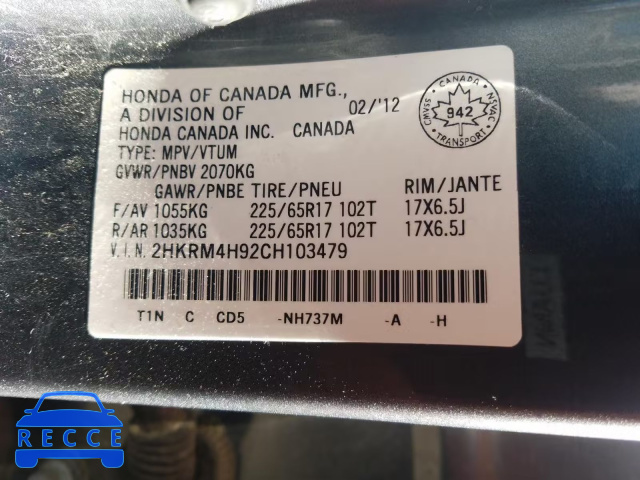 HONDA OF CANADA MFG.,
A DIVISION OF 02/'12
HONDA CANADA INC. CANADA
TYPE: MPV/VTUM
GVWR/PNBV 2070KG
GAWR/PNBE TIRE/PNEU RIM/JANTE
F/AV 1055KG 225/65R17 102T 17X6.5J
R/AR 1035KG 225/65R17 102T 17X6.5J
V.I.N. 2HKRM4H92CH103479
T1N C CD5 -NH737M -A -H
CANADA
CMVSS 942 NSVAC
TRANSPORT
RECCE